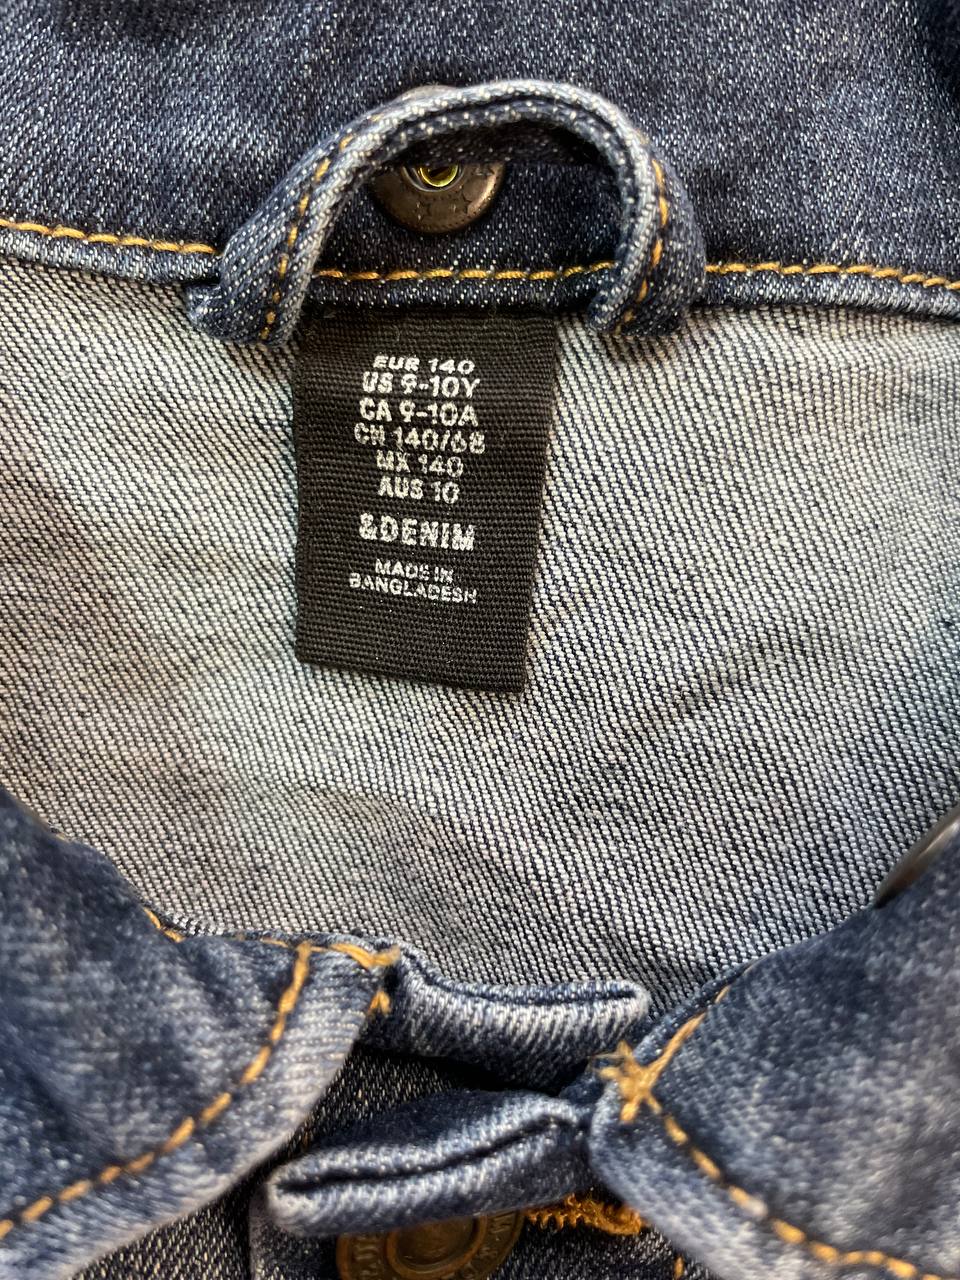 EUR 140
US 9-10Y
CA 9-10A
CN 140/68
MX 140
AUS 10
&DENIM
MADE IN
BANGLADESH